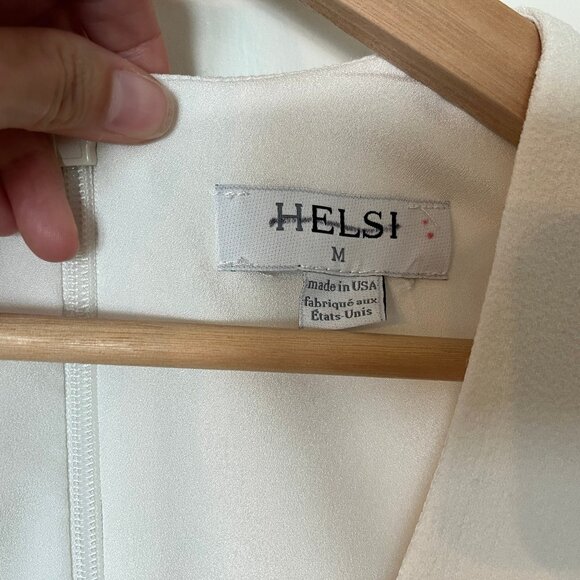 HELSI
M
made in USA
fabriqué aux
États-Unis